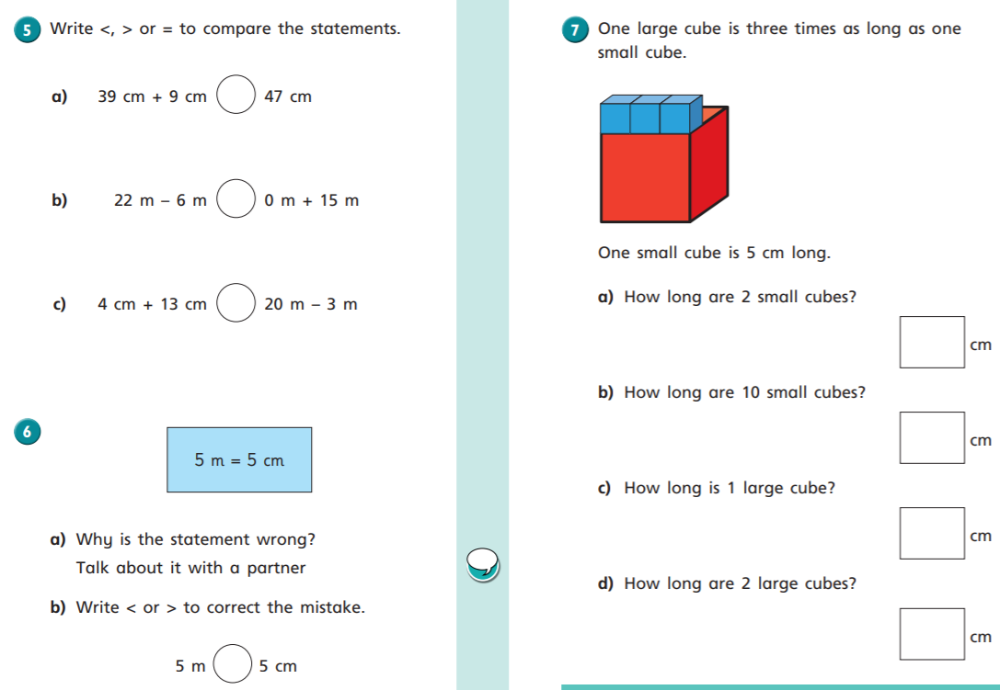 5 Write <, > or = to compare the statements.
a) 39 cm + 9 cm 47 cm
b) 22 m – 6 m 0 m + 15 m
c) 4 cm + 13 cm 20 m – 3 m
6
5 m = 5 cm
a) Why is the statement wrong?
Talk about it with a partner
b) Write < or > to correct the mistake.
5 m 5 cm
7 One large cube is three times as long as one
small cube.
One small cube is 5 cm long.
a) How long are 2 small cubes?
cm
b) How long are 10 small cubes?
cm
c) How long is 1 large cube?
cm
d) How long are 2 large cubes?
cm